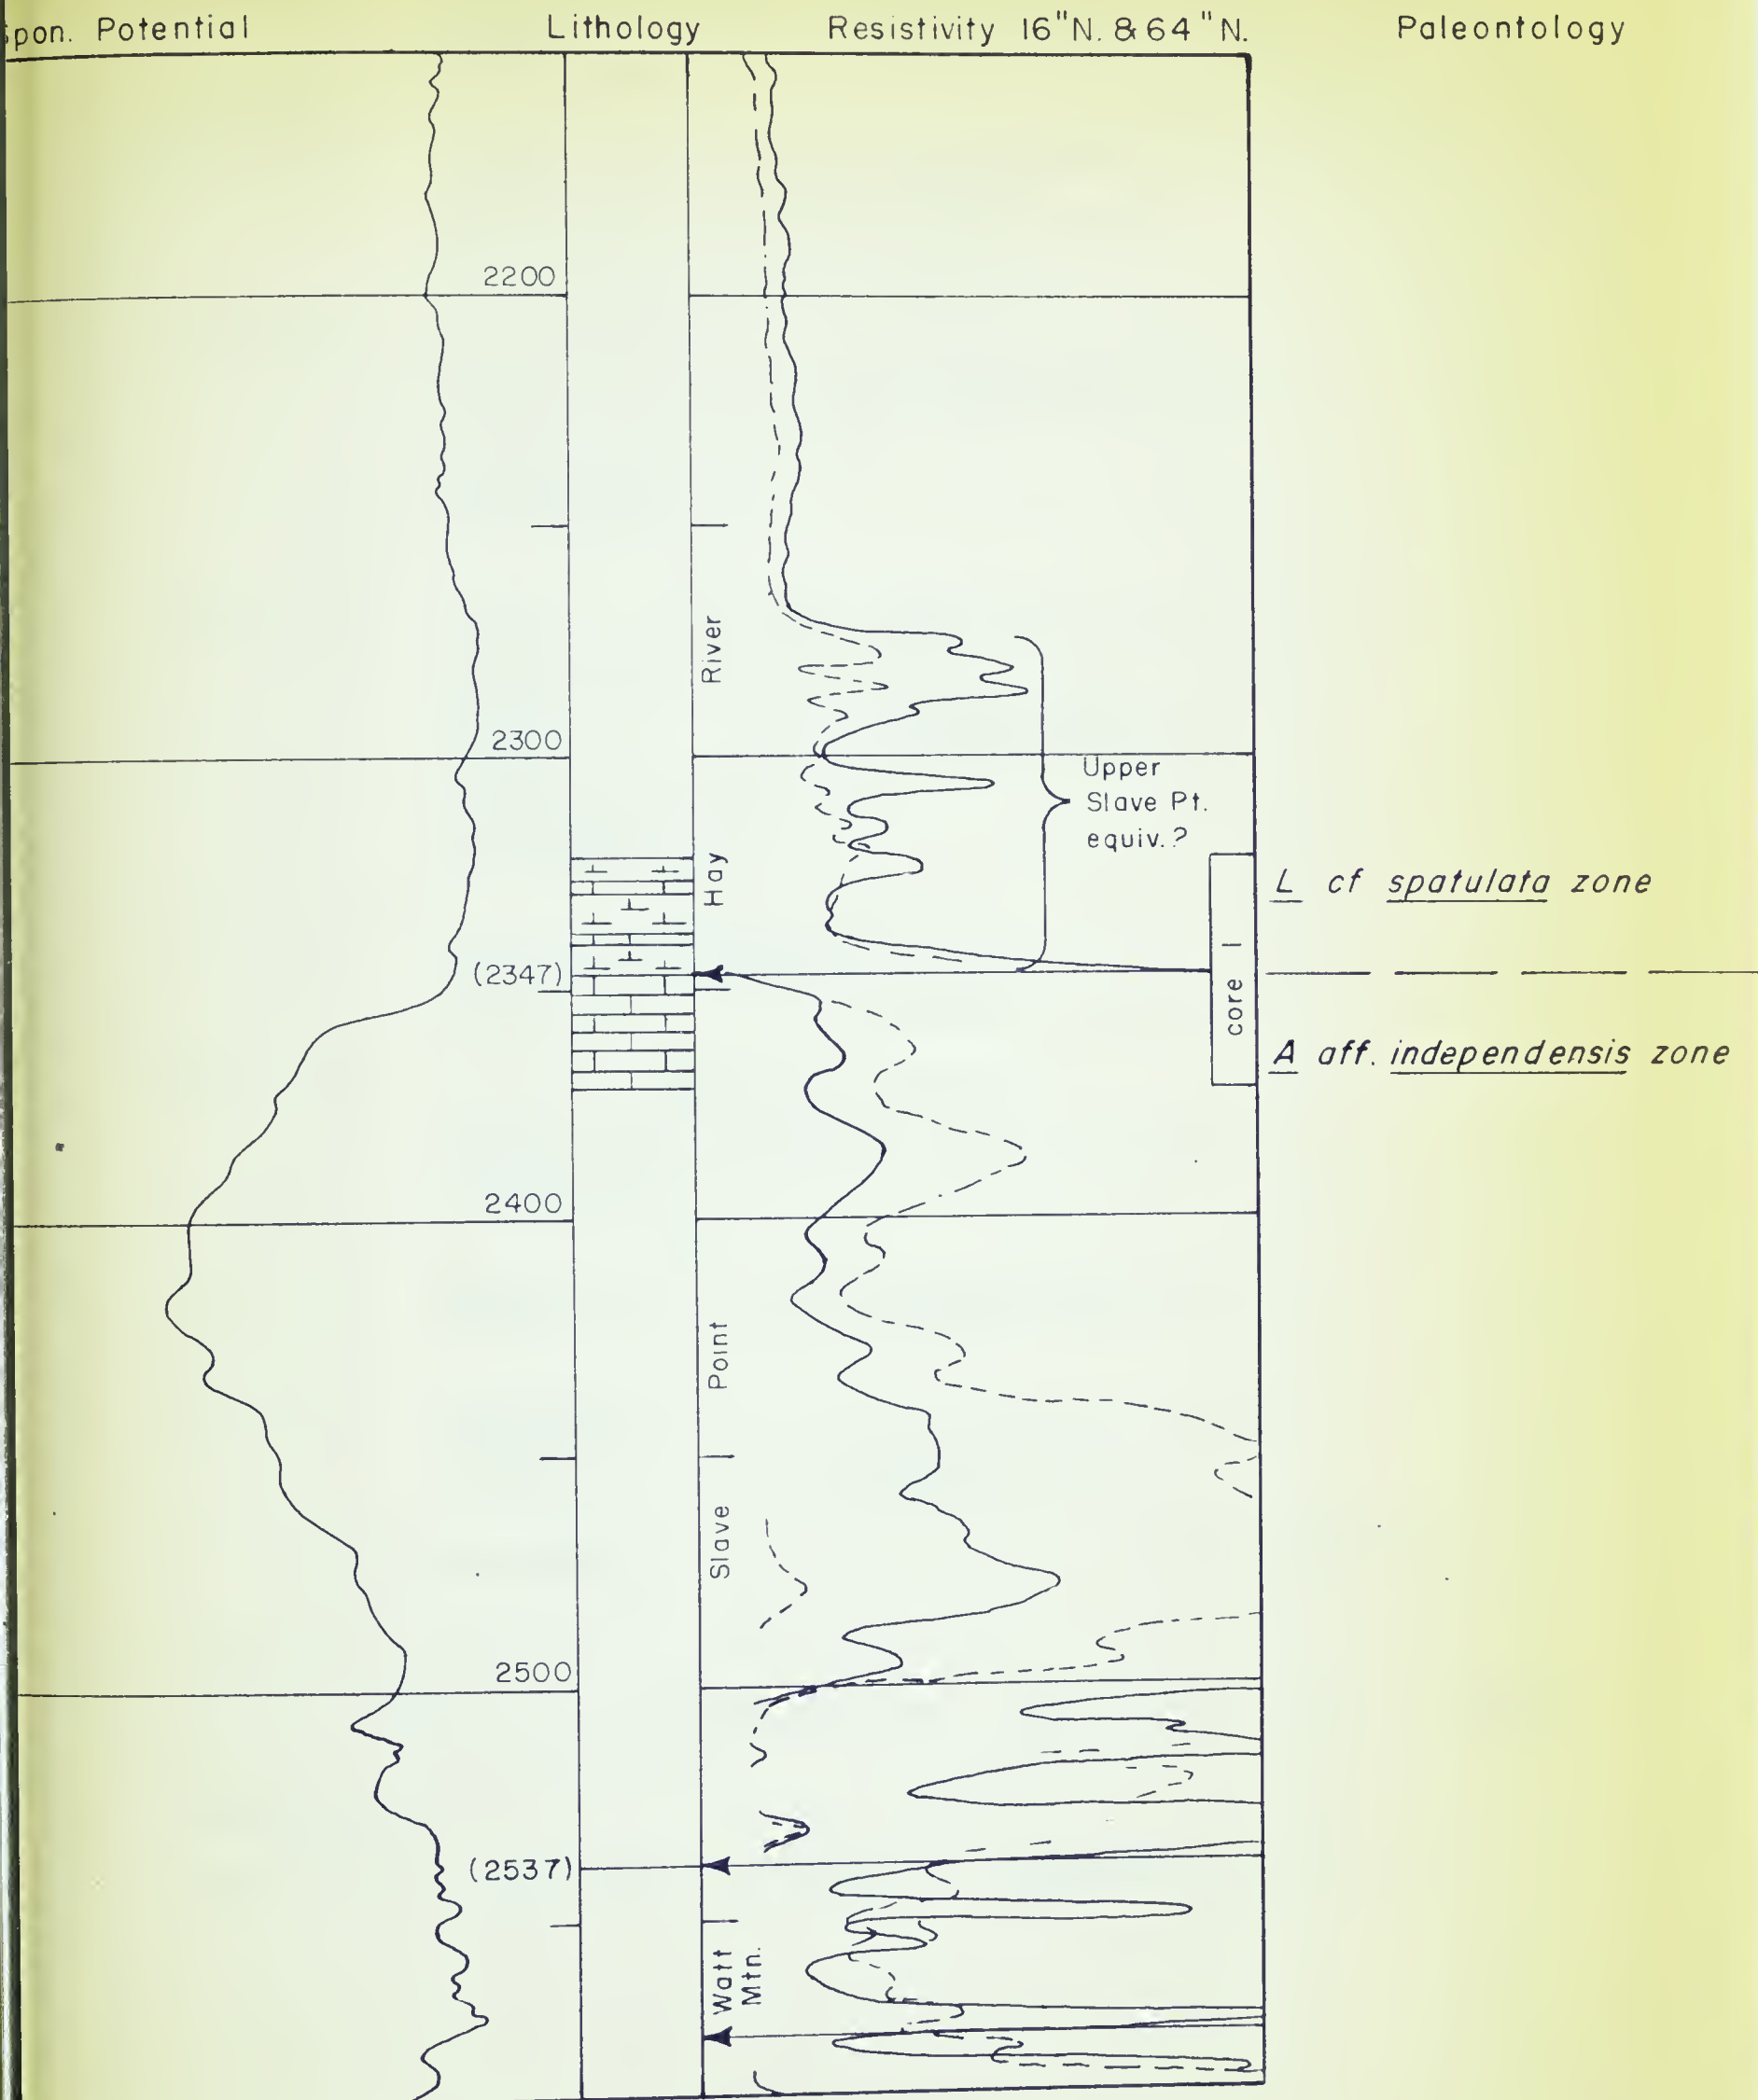 Potential Lithology Resistivity 16"N. & 64"N. Paleontology
2200
River
2300
Upper
Slave Pt.
equiv.?
Hay
L cf spatulata zone
(2347)
core I
A aff. independensis zone
2400
Point
Slave
2500
(2537)
Watt
Mtn.